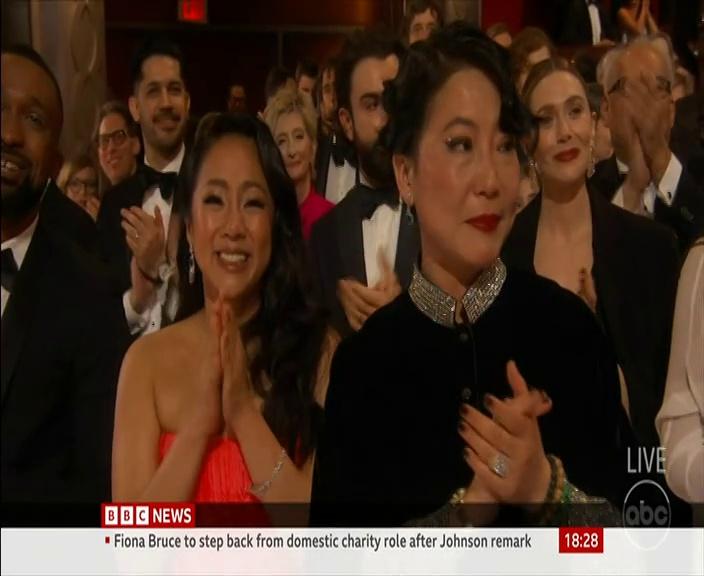 LIVE
abc
BBC NEWS
Fiona Bruce to step back from domestic charity role after Johnson remark
18:28